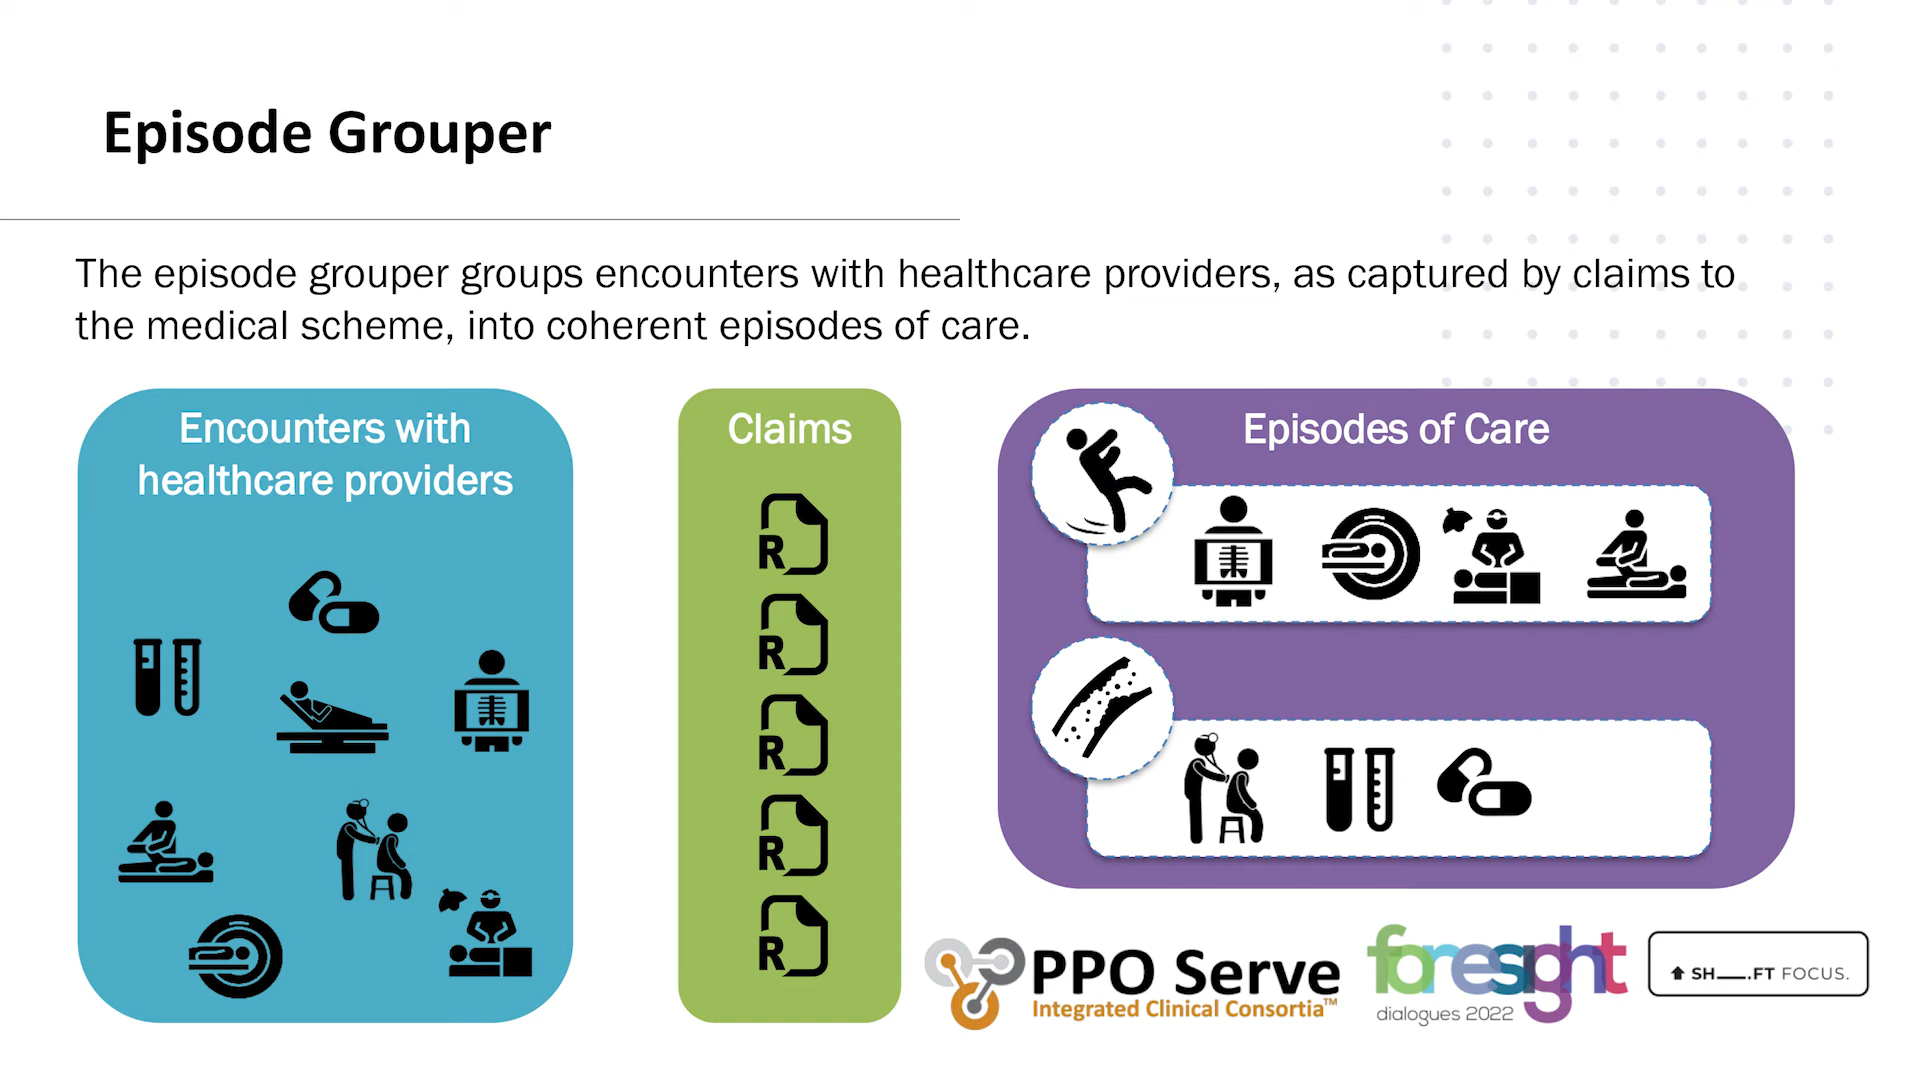 Episode Grouper
The episode grouper groups encounters with healthcare providers, as captured by claims to
the medical scheme, into coherent episodes of care.
Encounters with
healthcare providers
Claims
R
R
R
R
R
Episodes of Care
PPO Serve
Integrated Clinical Consortia™
foresight
dialogues 2022
SH__.FT FOCUS.